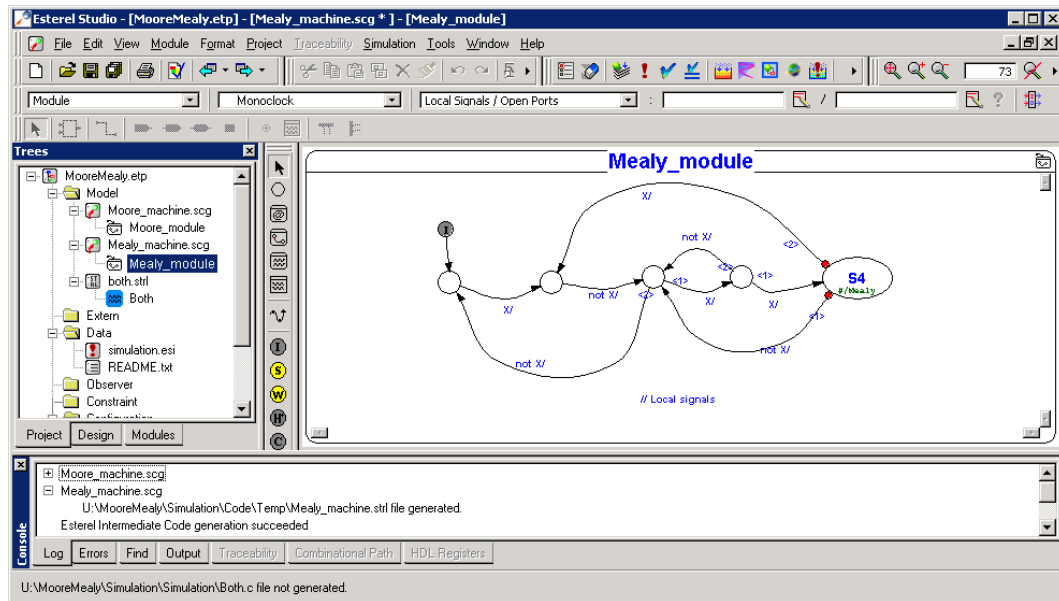 Esterel Studio - [MooreMealy.etp] - [Mealy_machine.scg * ] - [Mealy_module]
File Edit View Module Format Project Traceability Simulation Tools Window Help
73
Module Monoclock Local Signals / Open Ports : /
Trees
MooreMealy.etp
Model
Moore_machine.scg
Moore_module
Mealy_machine.scg
Mealy_module
both.strl
Both
Extern
Data
simulation.esi
README.txt
Observer
Constraint
Configuration
Project Design Modules
I
S
W
H
C
Mealy_module
X/
I
not X/
<2>
<2>
<1>
S4
#/Mealy
not X/
<2>
<1>
X/
X/
X/
<1>
not X/
not X/
// Local signals
Console
Moore_machine.scg
Mealy_machine.scg
U:\MooreMealy\Simulation\Code\Temp\Mealy_machine.strl file generated.
Esterel Intermediate Code generation succeeded
Log Errors Find Output Traceability Combinational Path HDL Registers
U:\MooreMealy\Simulation\Simulation\Both.c file not generated.